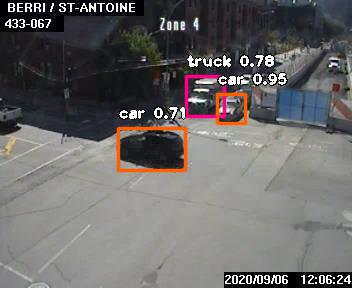 BERRI / ST-ANTOINE
433-067
Zone 4
truck 0.78
car 0.95
car 0.71
2020/09/06 12:06:24